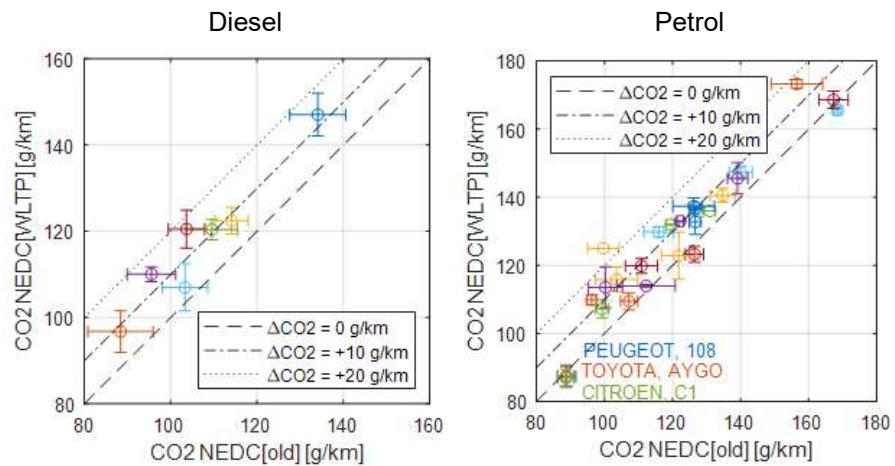 Diesel
Petrol
160
140
120
100
80
CO2 NEDC[WLTP] [g/km]
ΔCO2 = 0 g/km
ΔCO2 = +10 g/km
ΔCO2 = +20 g/km
80 100 120 140 160
CO2 NEDC[old] [g/km]
180
160
140
120
100
80
CO2 NEDC[WLTP] [g/km]
ΔCO2 = 0 g/km
ΔCO2 = +10 g/km
ΔCO2 = +20 g/km
PEUGEOT, 108
TOYOTA, AYGO
CITROEN, C1
80 100 120 140 160 180
CO2 NEDC[old] [g/km]